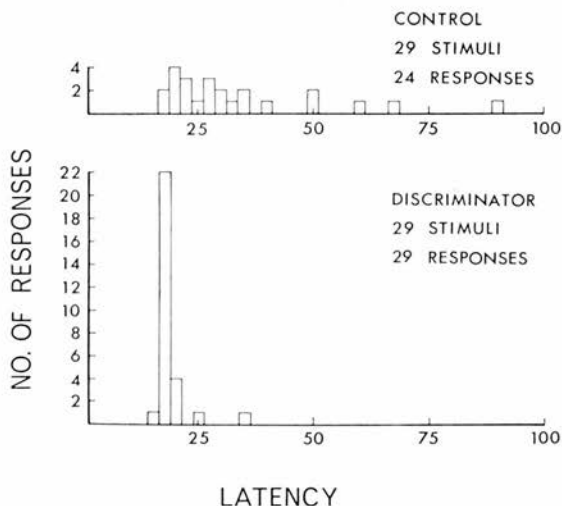 CONTROL
29 STIMULI
24 RESPONSES
4
2
25 50 75 100
NO. OF RESPONSES
22
20
18
16
14
12
10
8
6
4
2
DISCRIMINATOR
29 STIMULI
29 RESPONSES
25 50 75 100
LATENCY